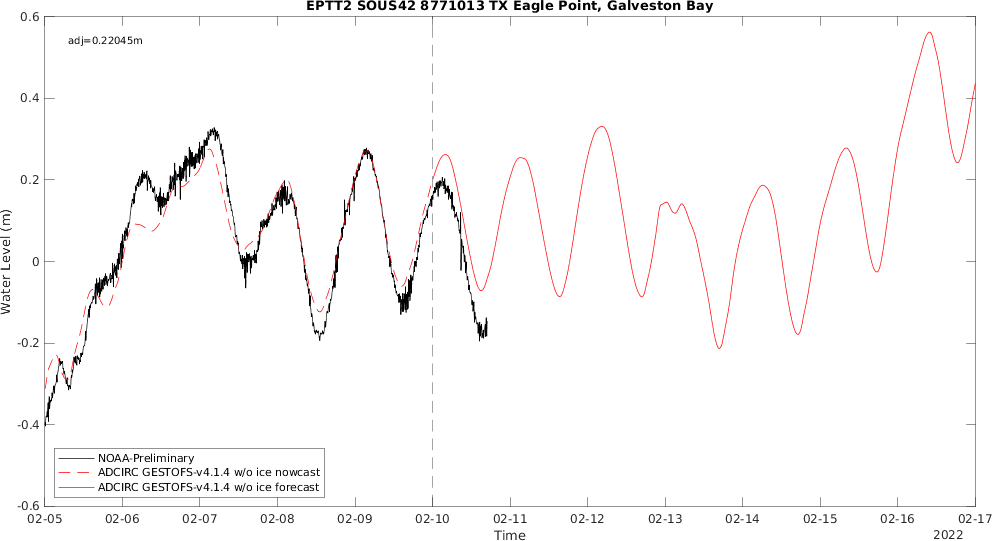 EPTT2 SOUS42 8771013 TX Eagle Point, Galveston Bay
adj=0.22045m
0.6
0.4
0.2
0
-0.2
-0.4
-0.6
Water Level (m)
NOAA-Preliminary
ADCIRC GESTOFS-v4.1.4 w/o ice nowcast
ADCIRC GESTOFS-v4.1.4 w/o ice forecast
02-05 02-06 02-07 02-08 02-09 02-10 02-11 02-12 02-13 02-14 02-15 02-16 02-17
Time
2022